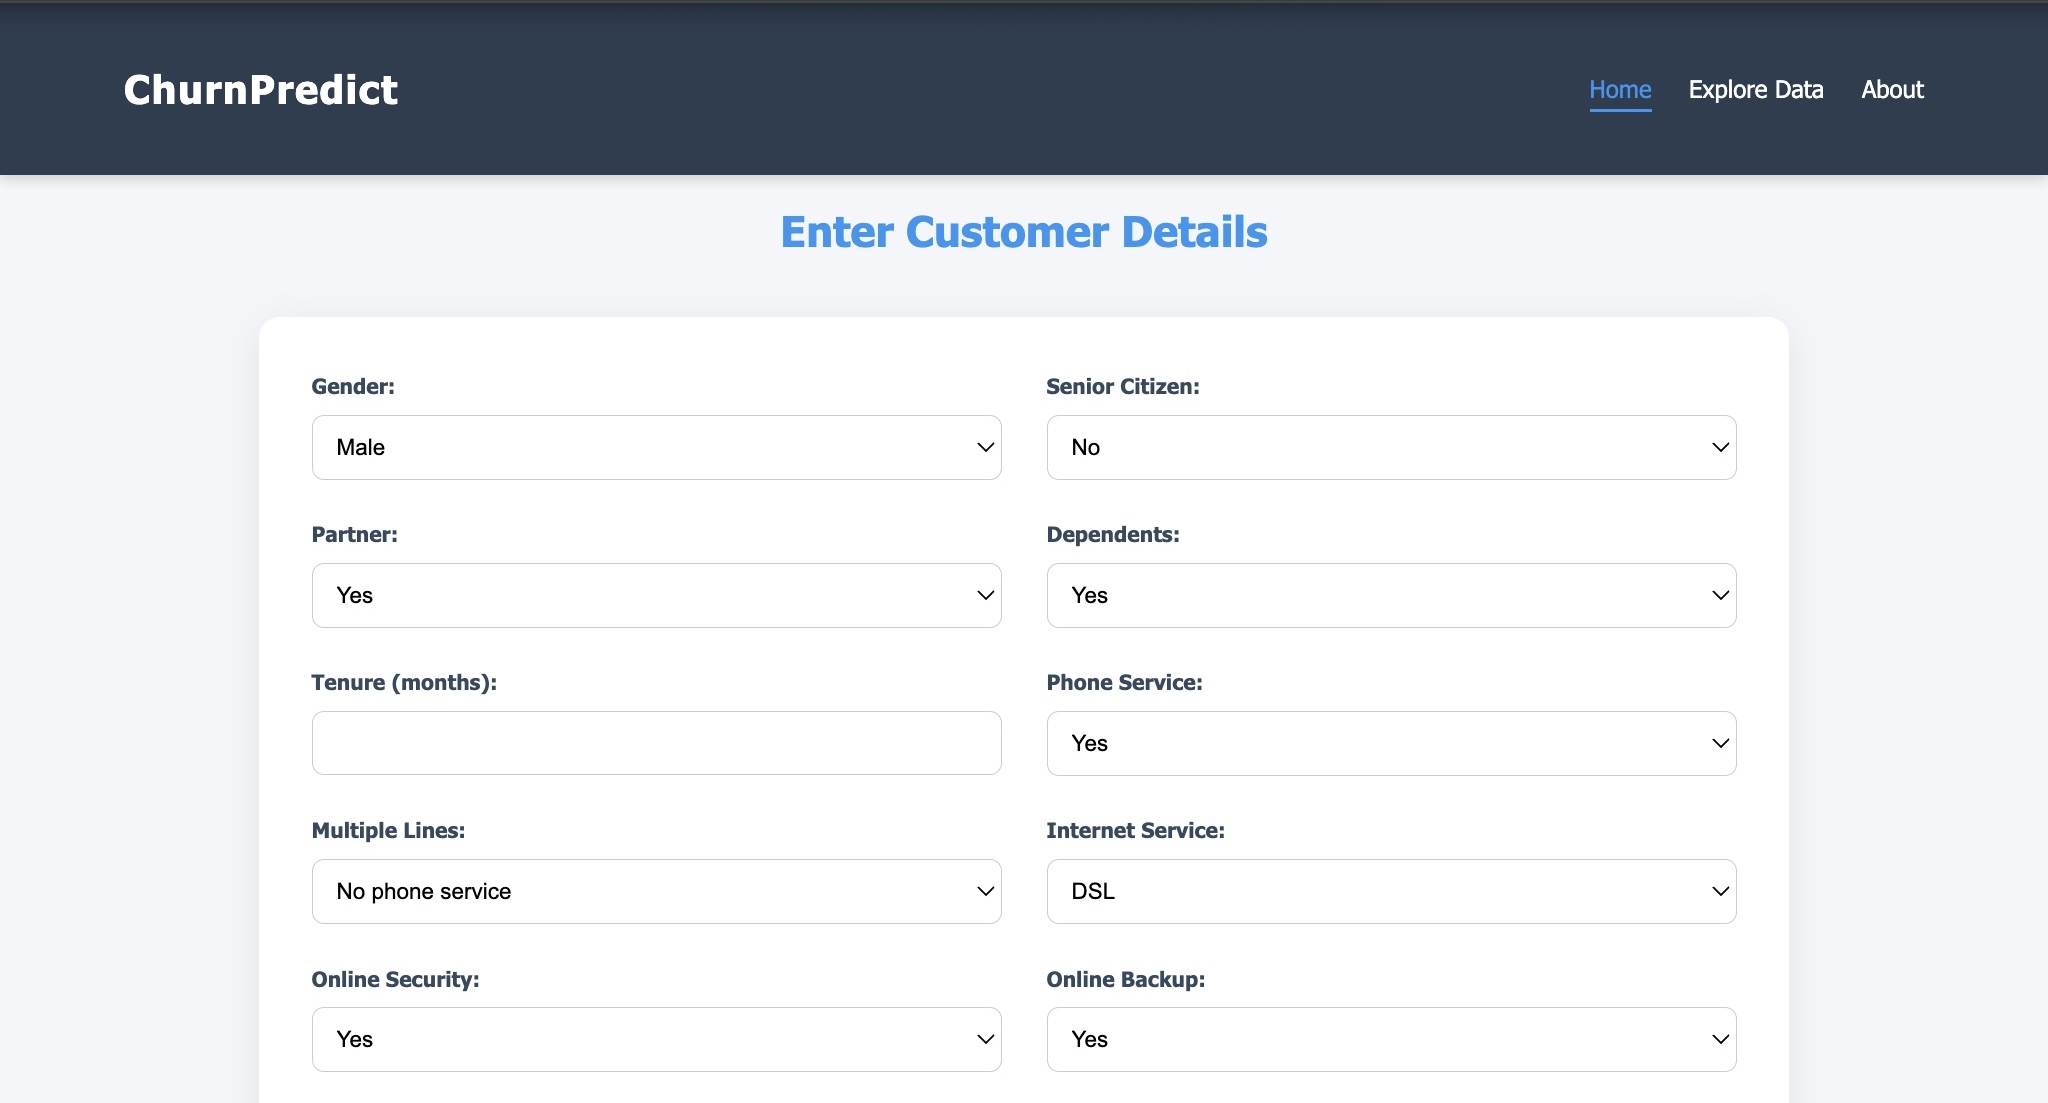 ChurnPredict
Home Explore Data About
Enter Customer Details
Gender: Senior Citizen:
Male No
Partner: Dependents:
Yes Yes
Tenure (months): Phone Service:
Yes
Multiple Lines: Internet Service:
No phone service DSL
Online Security: Online Backup:
Yes Yes